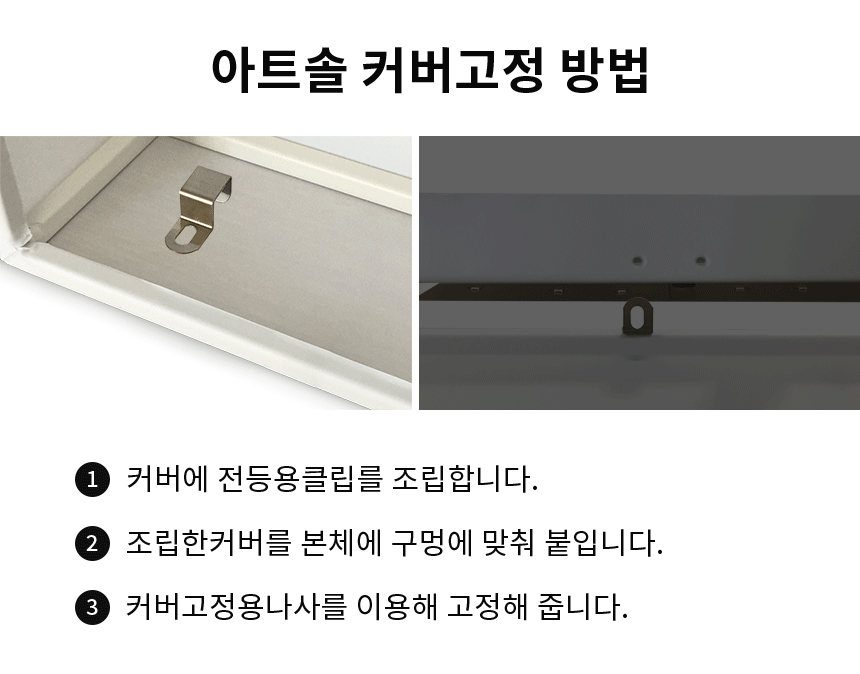 아트솔 커버고정 방법
1 커버에 전등용클립를 조립합니다.
2 조립한커버를 본체에 구멍에 맞춰 붙입니다.
3 커버고정용나사를 이용해 고정해 줍니다.